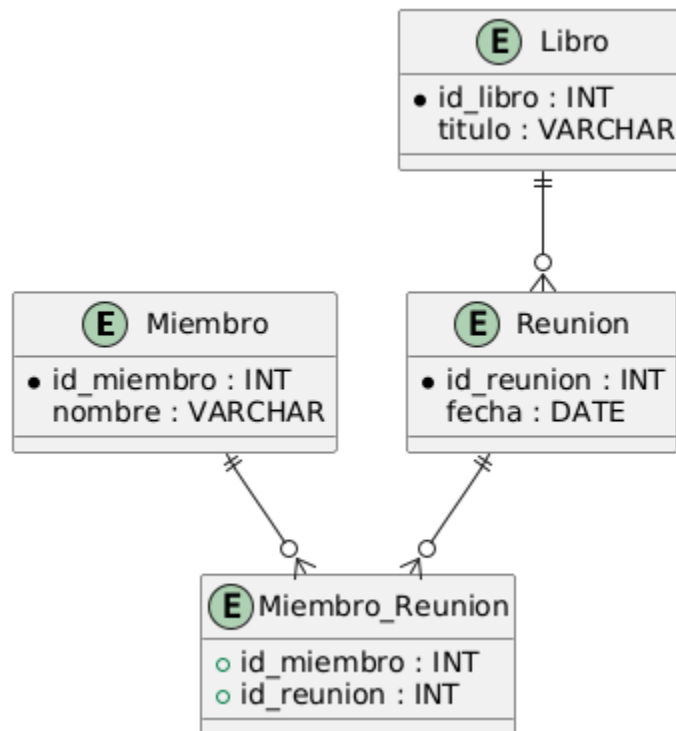 E Libro
id_libro : INT
titulo : VARCHAR
E Miembro
id_miembro : INT
nombre : VARCHAR
E Reunion
id_reunion : INT
fecha : DATE
E Miembro_Reunion
id_miembro : INT
id_reunion : INT